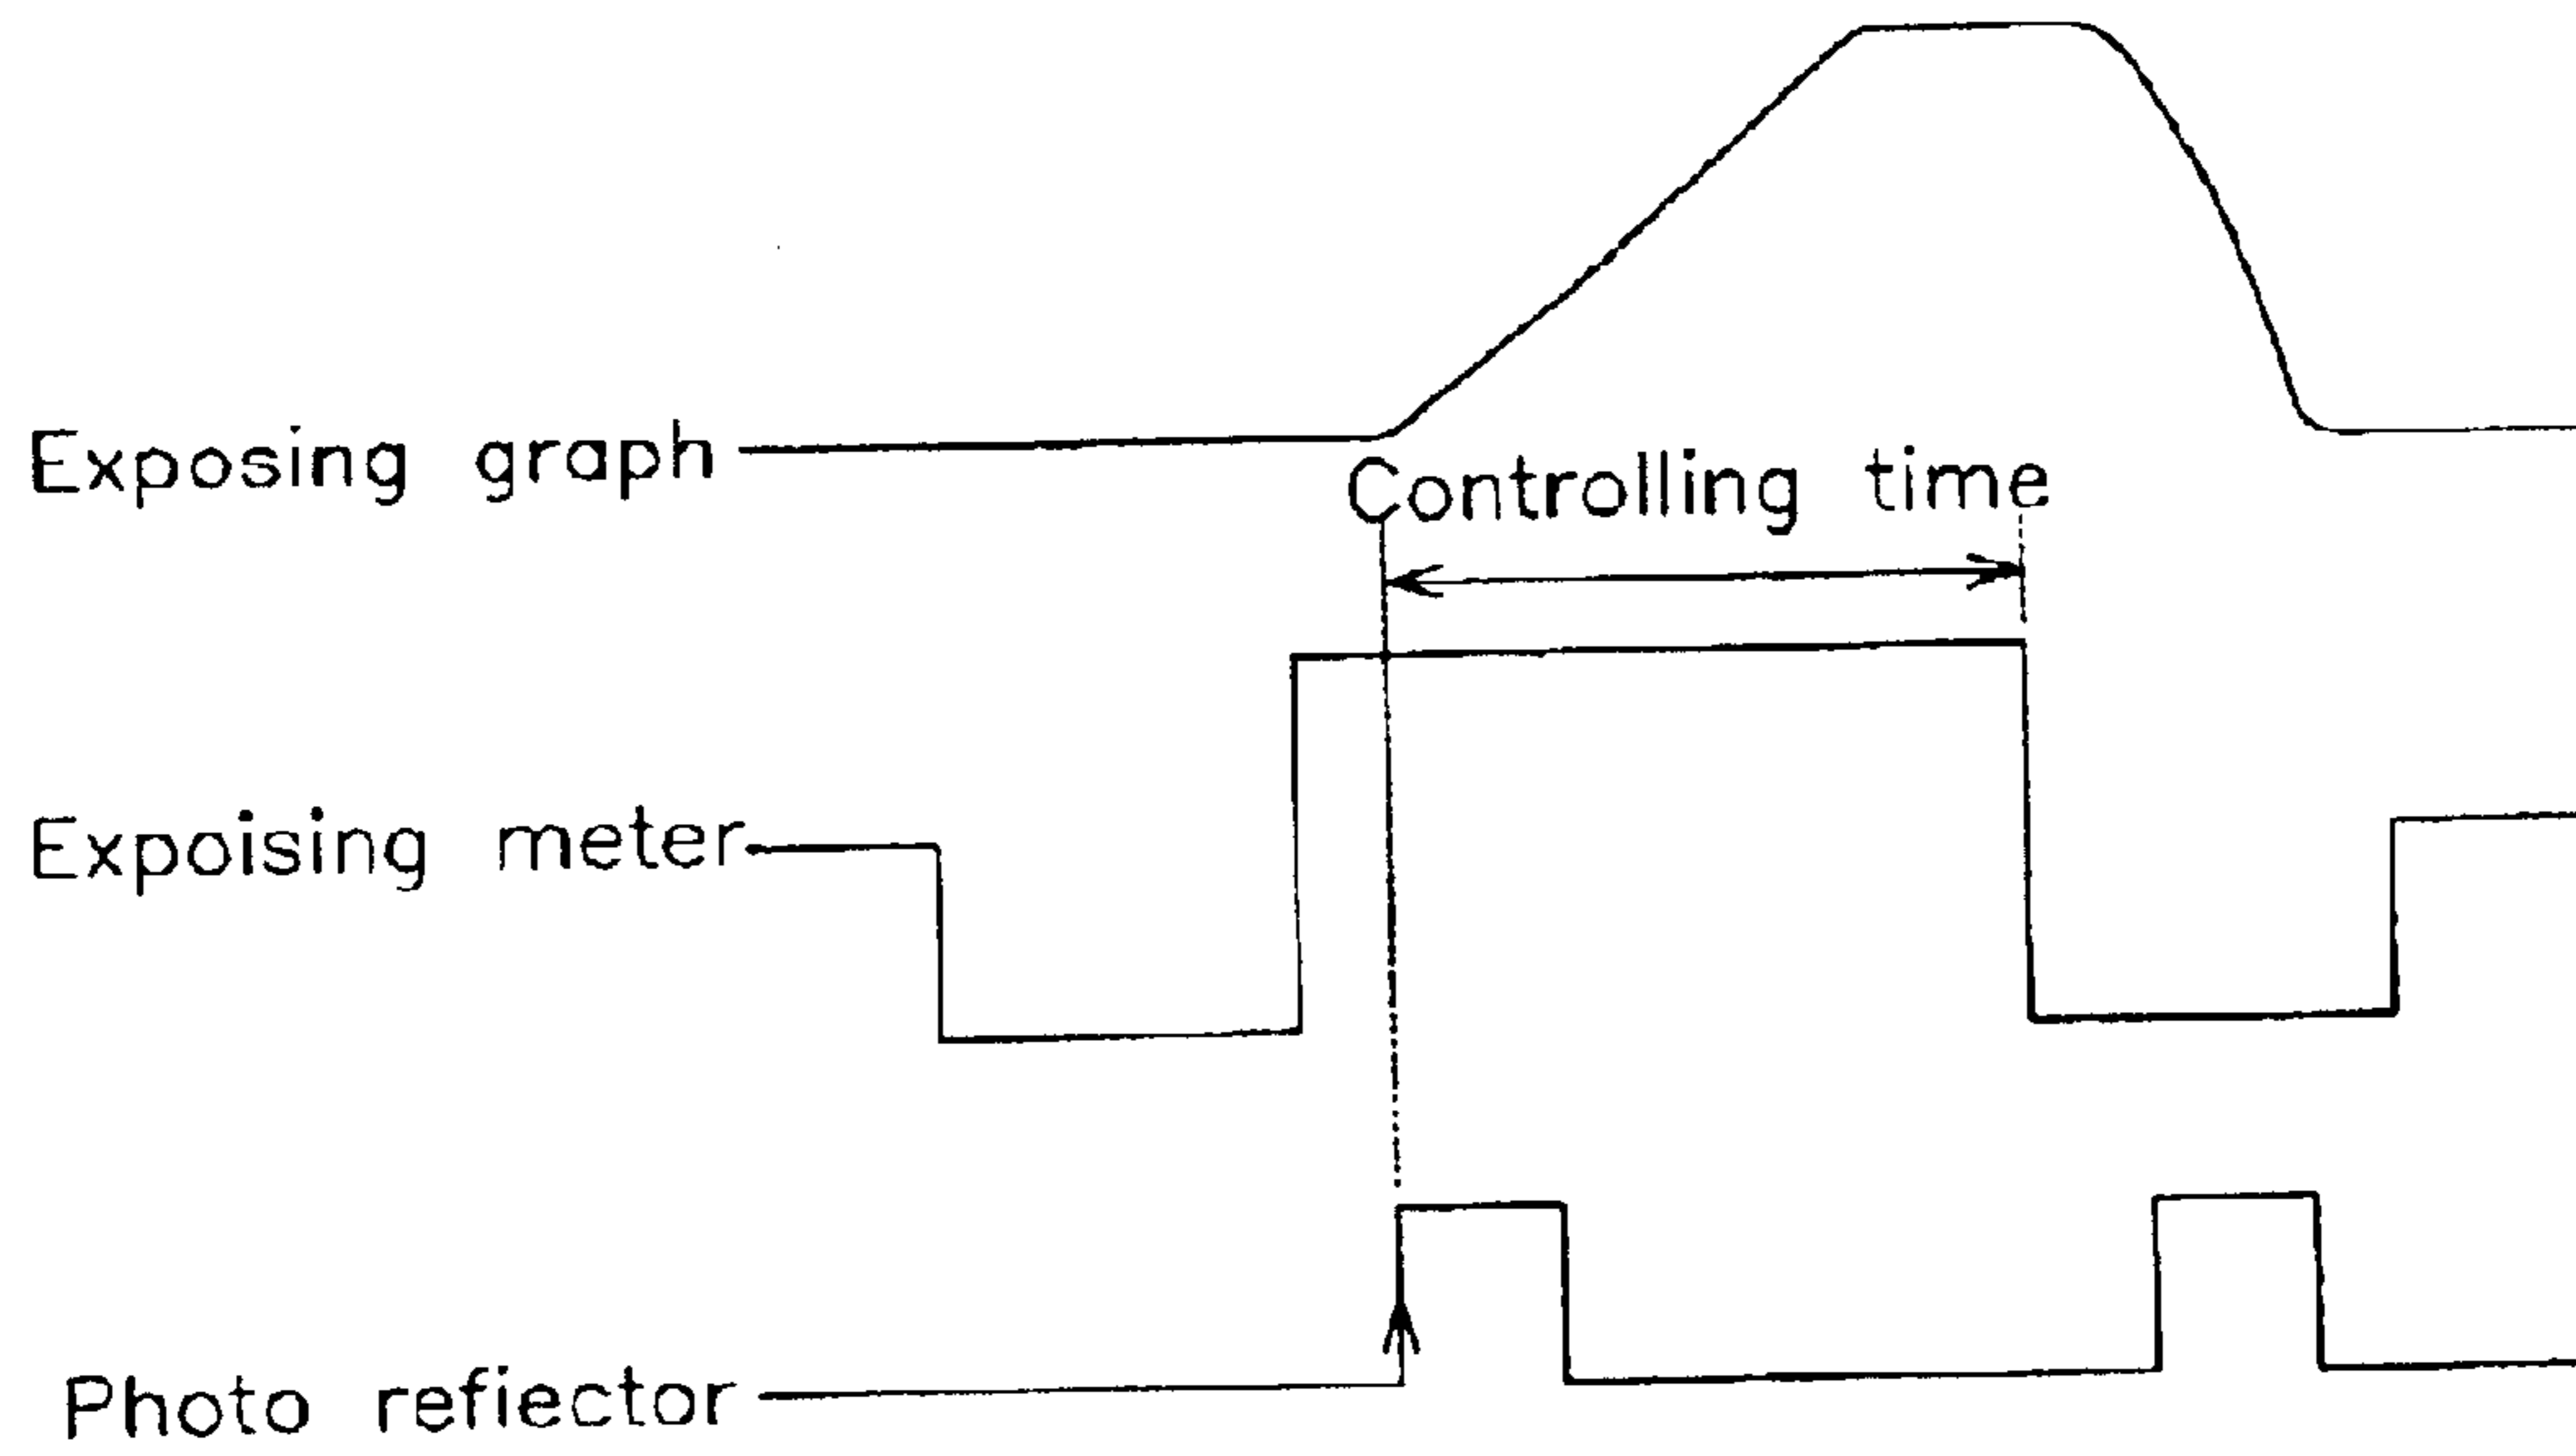 Exposing graph
Controlling time
Expoising meter
Photo refiector